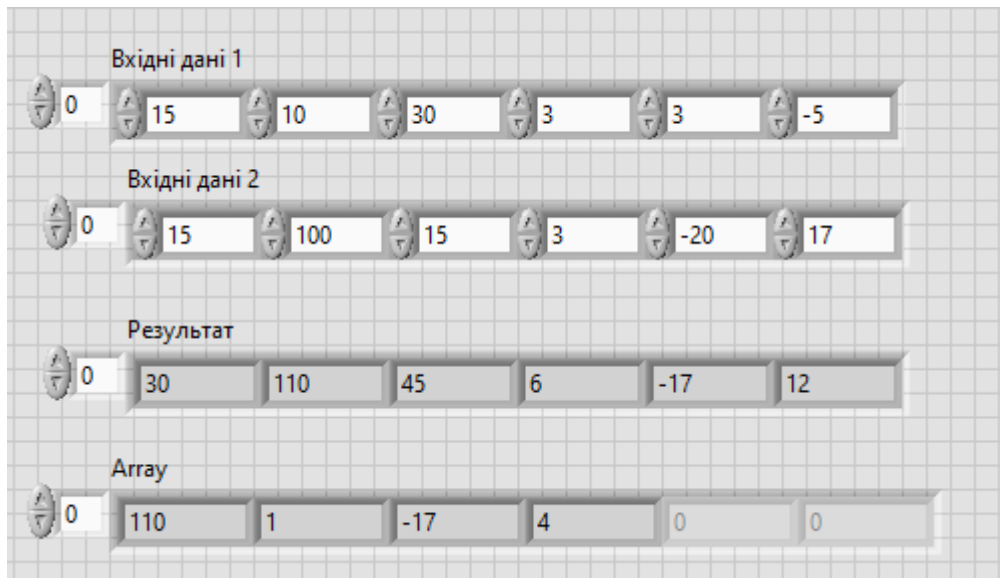 Вхідні дані 1
0 15 10 30 3 3 -5
Вхідні дані 2
0 15 100 15 3 -20 17
Результат
0 30 110 45 6 -17 12
Array
0 110 1 -17 4 0 0